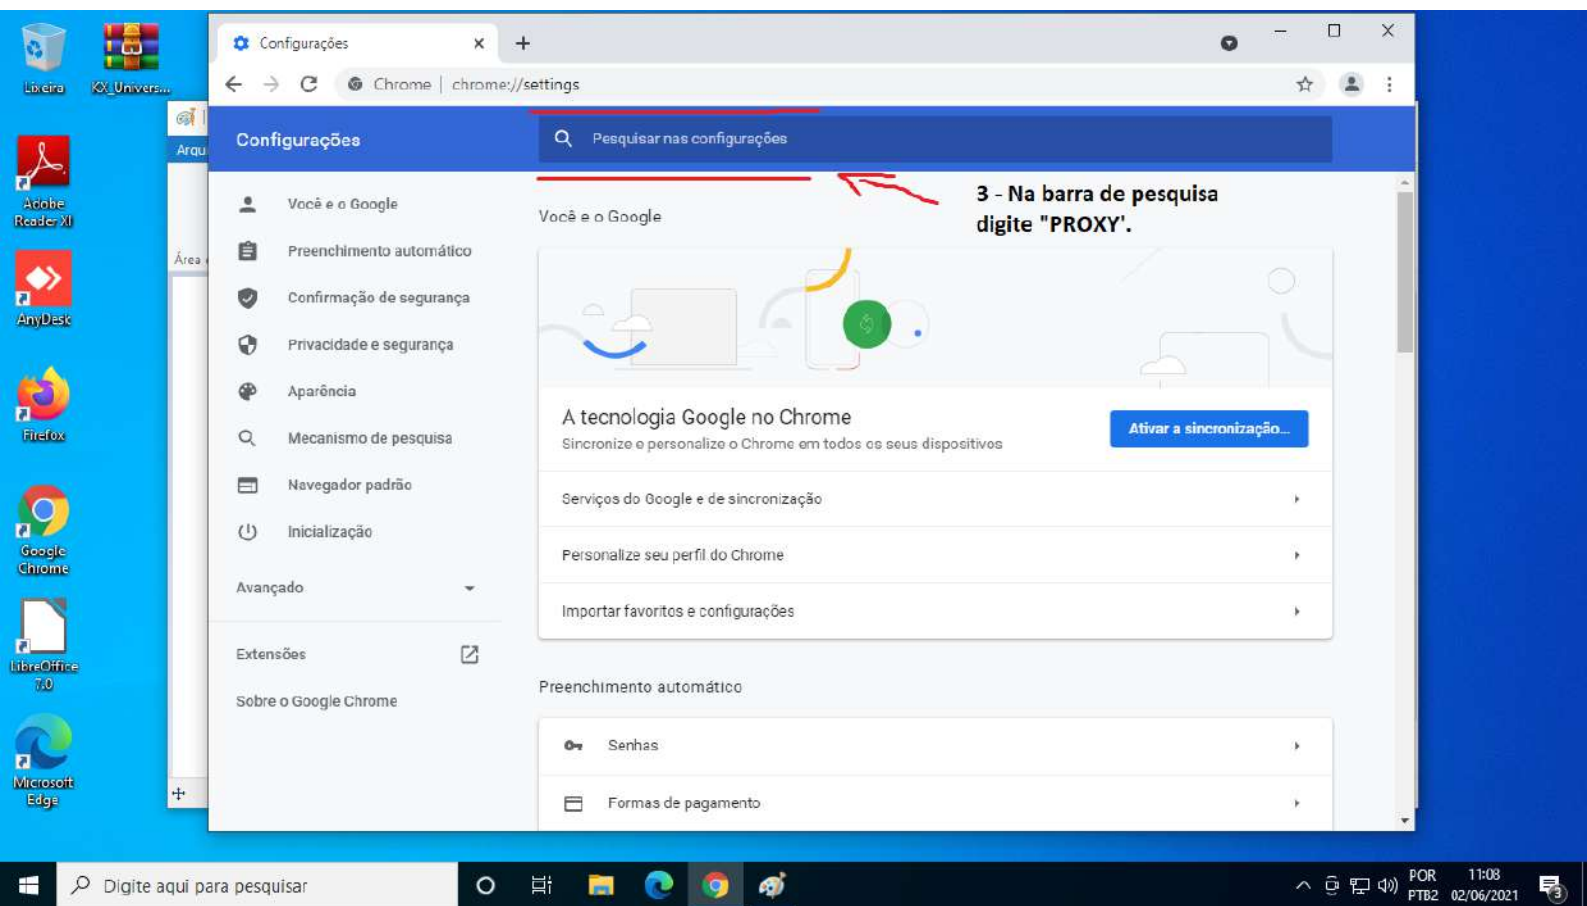 Lixeira
KX_Univers...
Adobe
Reader XI
AnyDesk
Firefox
Google
Chrome
LibreOffice
7.0
Microsoft
Edge
Arqu
Área
Configurações
Chrome | chrome://settings
Configurações
Pesquisar nas configurações
3 - Na barra de pesquisa
digite "PROXY'.
Você e o Google
Preenchimento automático
Confirmação de segurança
Privacidade e segurança
Aparência
Mecanismo de pesquisa
Navegador padrão
Inicialização
Avançado
Extensões
Sobre o Google Chrome
Você e o Google
A tecnologia Google no Chrome
Sincronize e personalize o Chrome em todos os seus dispositivos
Ativar a sincronização...
Serviços do Google e de sincronização
Personalize seu perfil do Chrome
Importar favoritos e configurações
Preenchimento automático
Senhas
Formas de pagamento
Digite aqui para pesquisar
POR
PTB2
11:08
02/06/2021
3